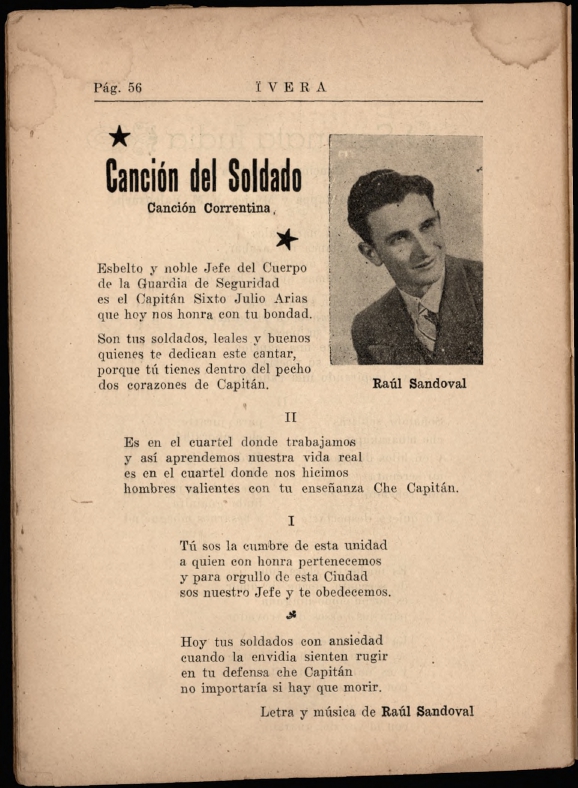 Pág. 56
ÏVERA
Canción del Soldado
Canción Correntina
Esbelto y noble Jefe del Cuerpo
de la Guardia de Seguridad
es el Capitán Sixto Julio Arias
que hoy nos honra con tu bondad.
Son tus soldados, leales y buenos
quienes te dedican este cantar,
porque tú tienes dentro del pecho
dos corazones de Capitán.
Raúl Sandoval
II
Es en el cuartel donde trabajamos
y así aprendemos nuestra vida real
es en el cuartel donde nos hicimos
hombres valientes con tu enseñanza Che Capitán.
I
Tú sos la cumbre de esta unidad
a quien con honra pertenecemos
y para orgullo de esta Ciudad
sos nuestro Jefe y te obedecemos.
Hoy tus soldados con ansiedad
cuando la envidia sienten rugir
en tu defensa che Capitán
no importaría si hay que morir.
Letra y música de Raúl Sandoval